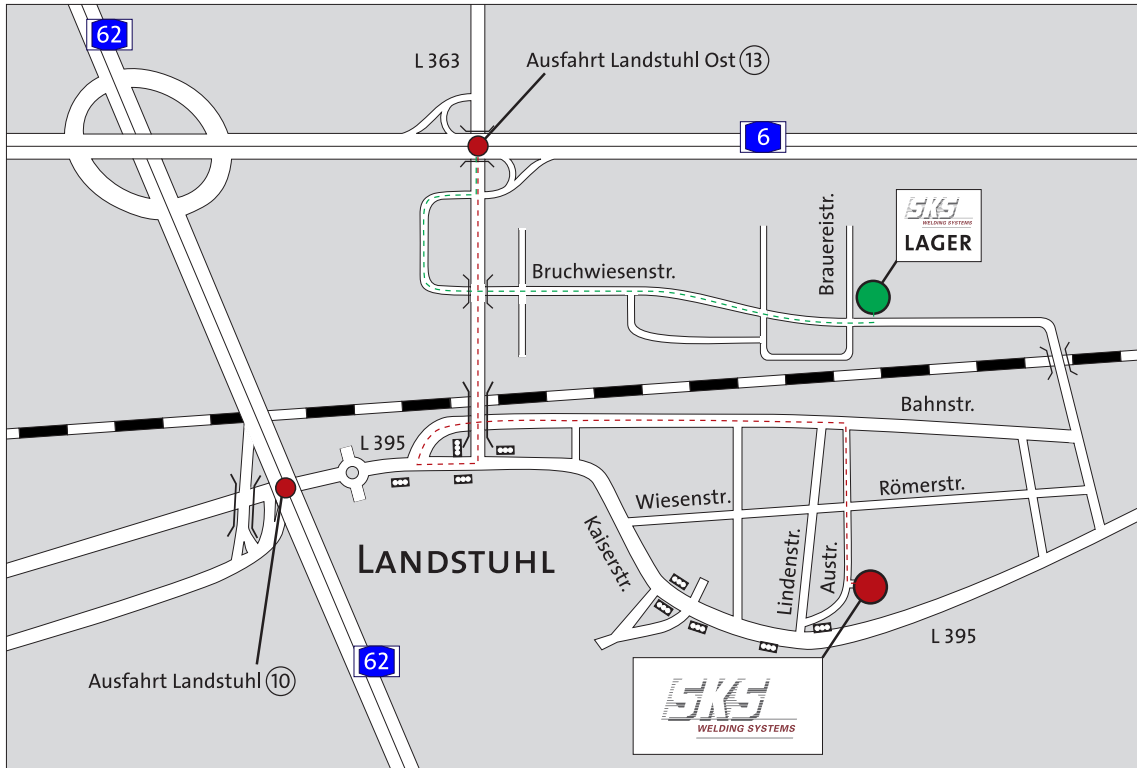 62
L 363
Ausfahrt Landstuhl Ost 13
6
SKS
WELDING SYSTEMS
LAGER
Brauereistr.
Bruchwiesenstr.
Bahnstr.
L 395
Wiesenstr.
Römerstr.
Kaiserstr.
LANDSTUHL
Lindenstr.
Austr.
L 395
62
Ausfahrt Landstuhl 10
SKS
WELDING SYSTEMS